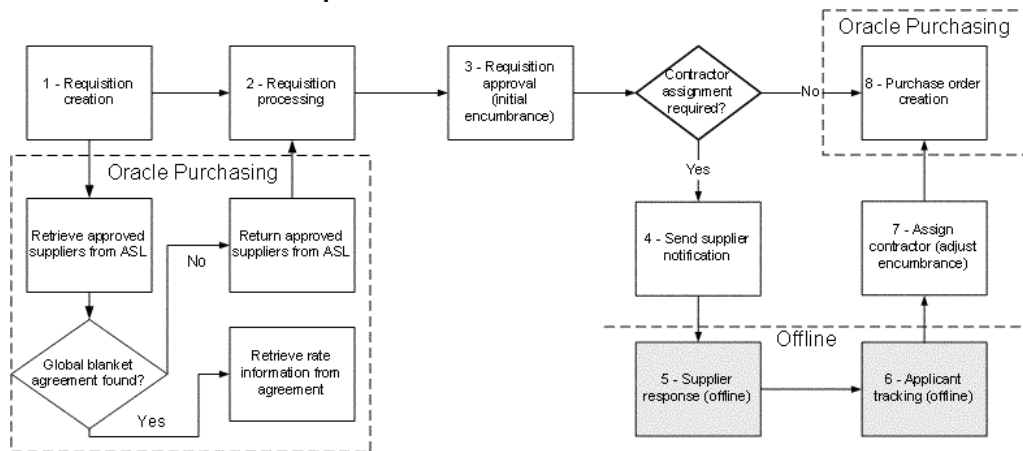 Oracle Purchasing
1 - Requisition
creation
2 - Requisition
processing
3 - Requisition
approval
(initial
encumbrance)
Contractor
assignment
required?
No
8 - Purchase order
creation
Yes
Oracle Purchasing
Retrieve approved
suppliers from ASL
Return approved
suppliers from ASL
No
4 - Send supplier
notification
7 - Assign
contractor (adjust
encumbrance)
Offline
Global blanket
agreement found?
Retrieve rate
information from
agreement
Yes
5 - Supplier
response (offline)
6 - Applicant
tracking (offline)